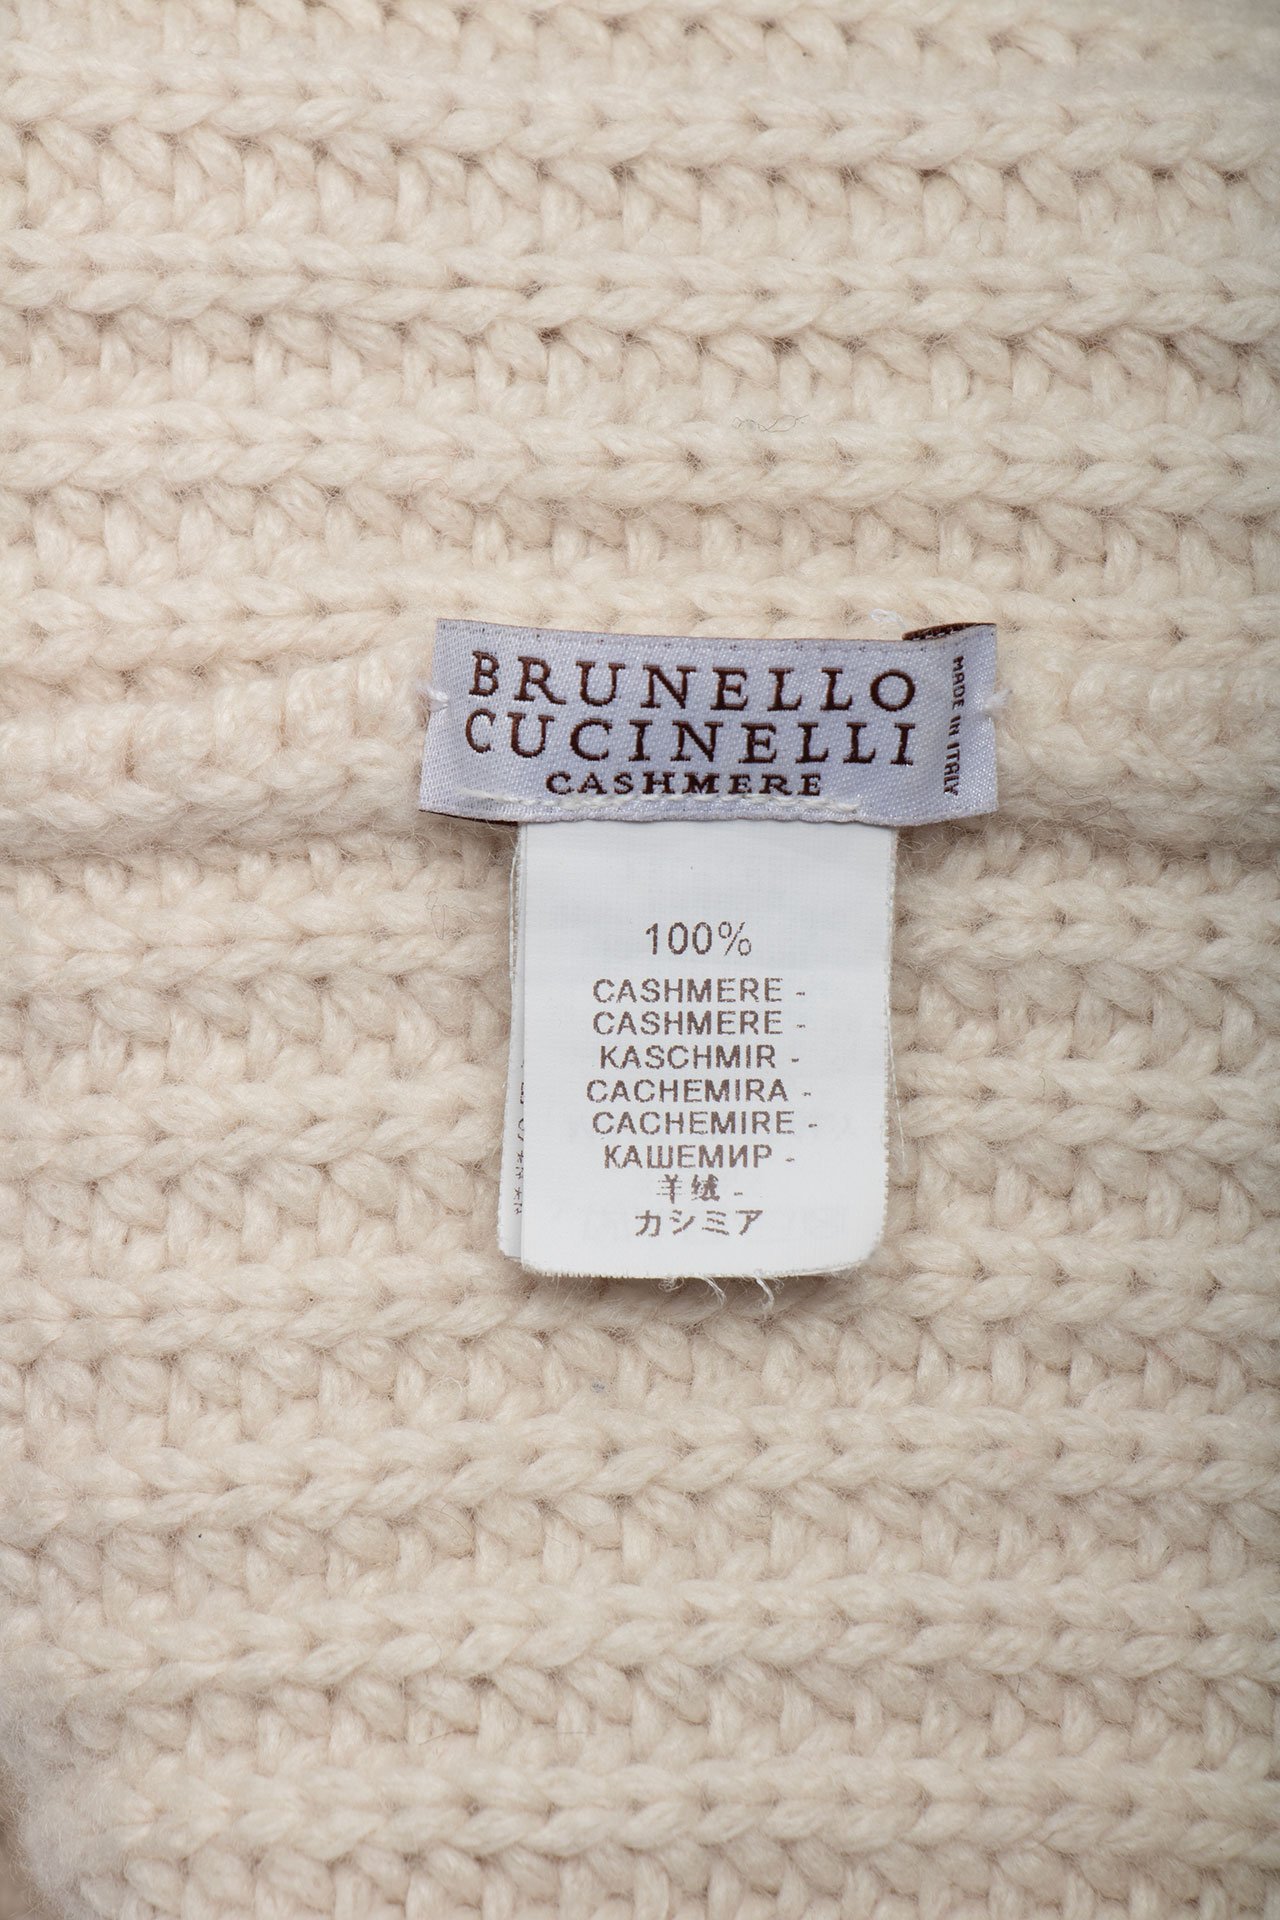 BRUNELLO
CUCINELLI
CASHMERE
MADE IN ITALY
100%
CASHMERE -
CASHMERE -
KASCHMIR -
CACHEMIRA -
CACHEMIRE -
КАШЕМИР -
羊绒 -
カシミア